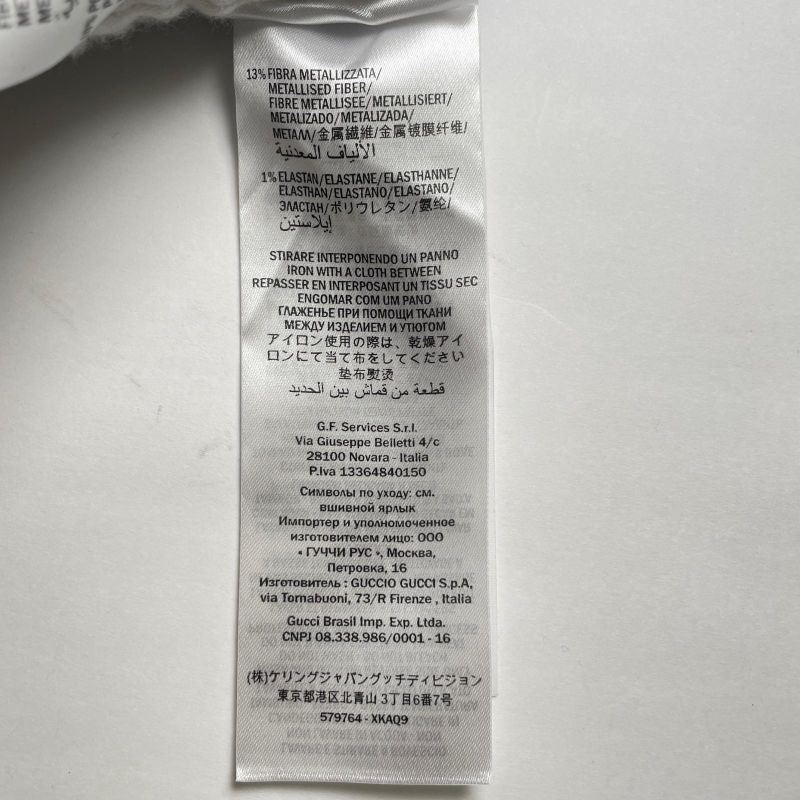 13% FIBRA METALLIZZATA/
METALLISED FIBER/
FIBRE METALLISEE/METALLISIERT/
METALIZADO/METALIZADA/
МЕТАЛ/金属繊維/金属镀膜纤维/
الألياف المعدنية
1% ELASTAN/ELASTANE/ELASTHANNE/
ELASTHAN/ELASTANO/ELASTANO/
ЭЛАСТАН/ポリウレタン/氨纶/
إيلاستين
STIRARE INTERPONENDO UN PANNO
IRON WITH A CLOTH BETWEEN
REPASSER EN INTERPOSANT UN TISSU SEC
ENGOMAR COM UM PANO
ГЛАЖЕНЬЕ ПРИ ПОМОЩИ ТКАНИ
МЕЖДУ ИЗДЕЛИЕМ И УТЮГОМ
アイロン使用の際は、乾燥アイ
ロンにて当て布をしてください
垫布熨烫
قطعة من قماش بين الحديد
G.F. Services S.r.l.
Via Giuseppe Belletti 4/c
28100 Novara - Italia
P.Iva 13364840150
Символы по уходу: см.
вшивной ярлык
Импортер и уполномоченное
изготовителем лицо: ООО
« ГУЧЧИ РУС », Москва,
Петровка, 16
Изготовитель : GUCCIO GUCCI S.p.A,
via Tornabuoni, 73/R Firenze , Italia
Gucci Brasil Imp. Exp. Ltda.
CNPJ 08.338.986/0001 - 16
(株)ケリングジャパングッチディビジョン
東京都港区北青山 3丁目6番7号
579764 - XKAQ9